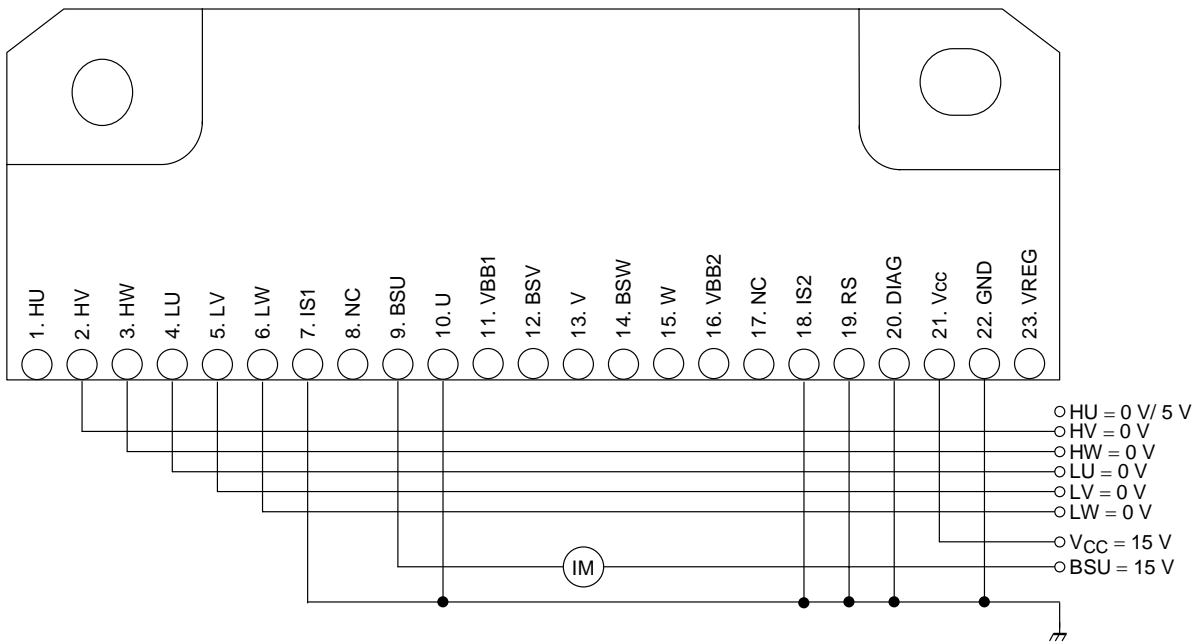 1. HU
2. HV
3. HW
4. LU
5. LV
6. LW
7. IS1
8. NC
9. BSU
10. U
11. VBB1
12. BSV
13. V
14. BSW
15. W
16. VBB2
17. NC
18. IS2
19. RS
20. DIAG
21. Vcc
22. GND
23. VREG
HU = 0 V/ 5 V
HV = 0 V
HW = 0 V
LU = 0 V
LV = 0 V
LW = 0 V
VCC = 15 V
IM
BSU = 15 V